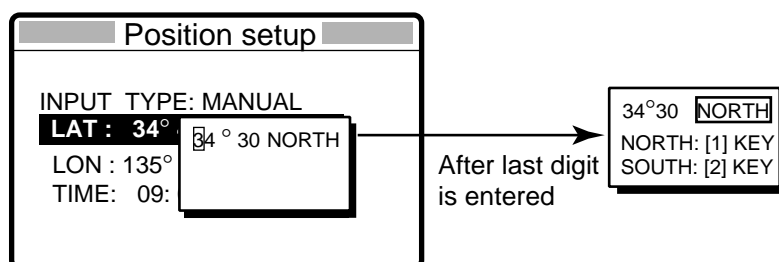 Position setup
INPUT TYPE: MANUAL
LAT : 34°
34 ° 30 NORTH
LON : 135°
TIME: 09:
After last digit
is entered
34°30 NORTH
NORTH: [1] KEY
SOUTH: [2] KEY